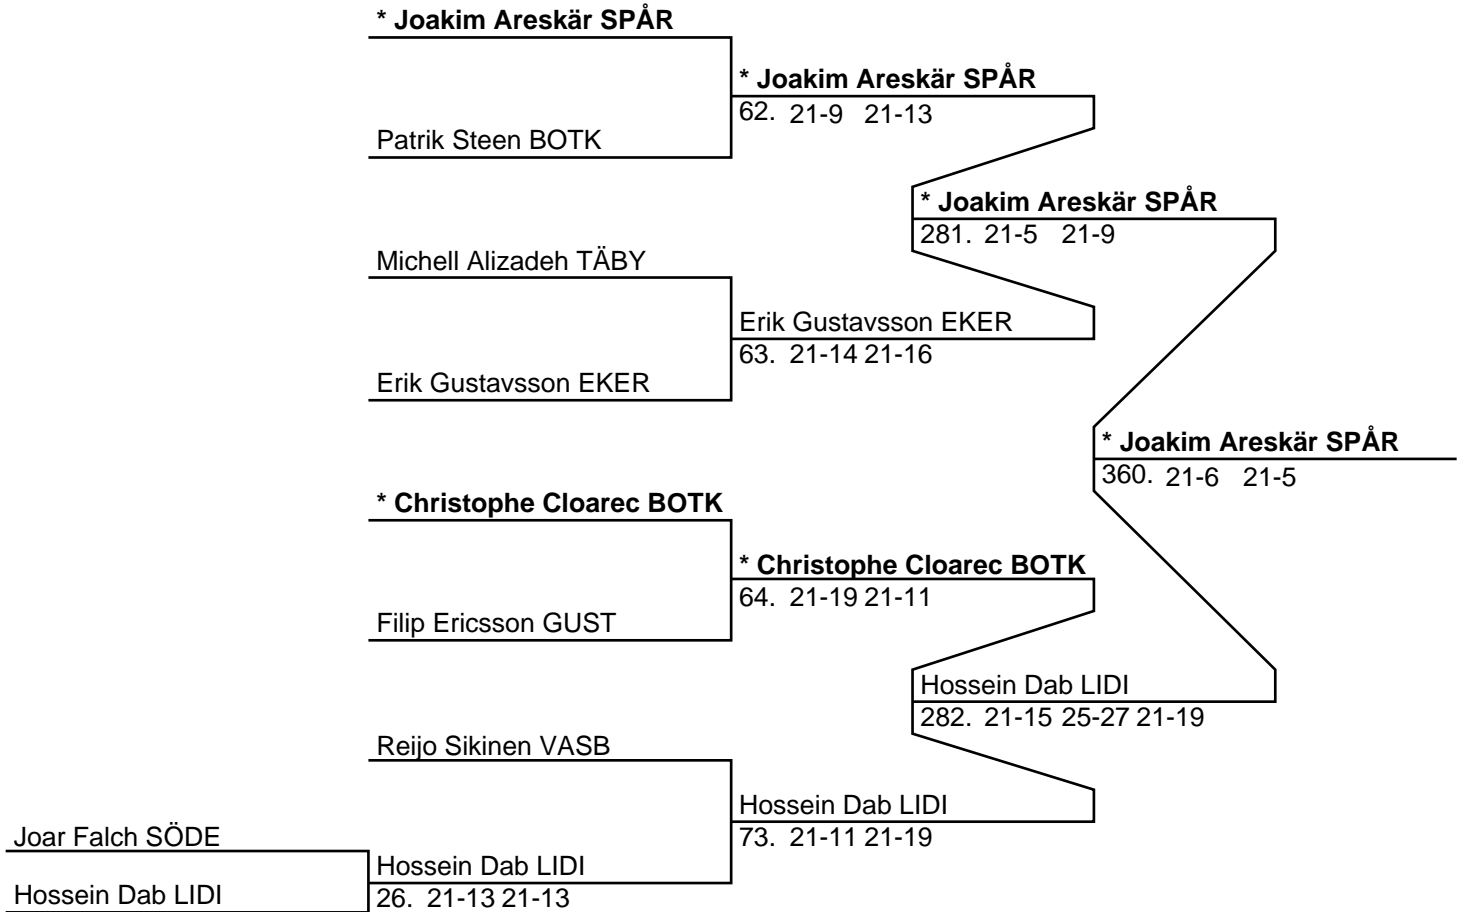 * Joakim Areskär SPÅR
* Joakim Areskär SPÅR
62. 21-9 21-13
Patrik Steen BOTK
* Joakim Areskär SPÅR
281. 21-5 21-9
Michell Alizadeh TÄBY
Erik Gustavsson EKER
63. 21-14 21-16
Erik Gustavsson EKER
* Joakim Areskär SPÅR
360. 21-6 21-5
* Christophe Cloarec BOTK
* Christophe Cloarec BOTK
64. 21-19 21-11
Filip Ericsson GUST
Hossein Dab LIDI
282. 21-15 25-27 21-19
Reijo Sikinen VASB
Hossein Dab LIDI
73. 21-11 21-19
Joar Falch SÖDE
Hossein Dab LIDI
26. 21-13 21-13
Hossein Dab LIDI